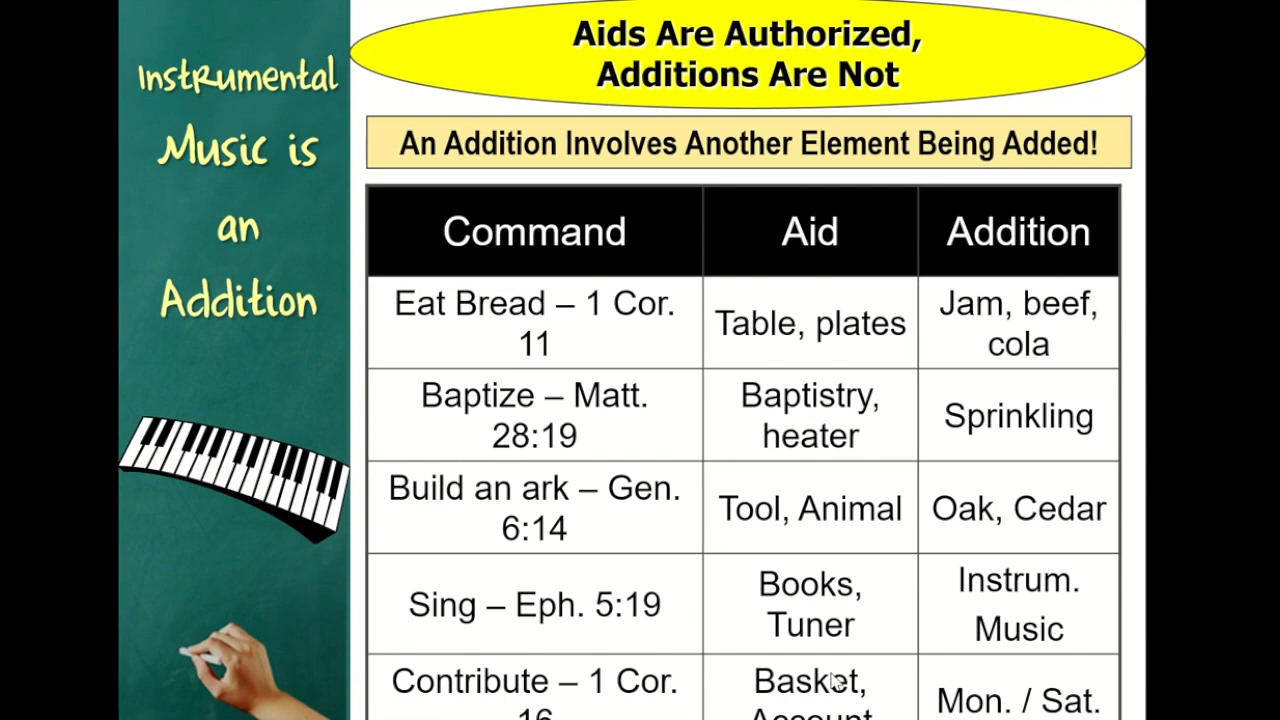 Instrumental
Music is
an
Addition
Aids Are Authorized,
Additions Are Not
An Addition Involves Another Element Being Added!
Command Aid Addition
Eat Bread – 1 Cor.
11
Table, plates
Jam, beef,
cola
Baptize – Matt.
28:19
Baptistry,
heater
Sprinkling
Build an ark – Gen.
6:14
Tool, Animal
Oak, Cedar
Sing – Eph. 5:19
Books,
Tuner
Instrum.
Music
Contribute – 1 Cor.
16
Basket,
Account
Mon. / Sat.